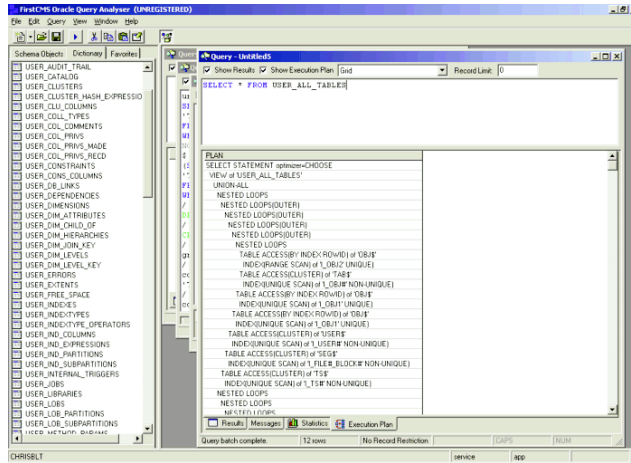 FirstCMS Oracle Query Analyser (UNREGISTERED)
File Edit Query View Window Help
Schema Objects Dictionary Favorites
USER_AUDIT_TRAIL
USER_CATALOG
USER_CLUSTERS
USER_CLUSTER_HASH_EXPRESSIO
USER_CLU_COLUMNS
USER_COLL_TYPES
USER_COL_COMMENTS
USER_COL_PRIVS
USER_COL_PRIVS_MADE
USER_COL_PRIVS_RECD
USER_CONSTRAINTS
USER_CONS_COLUMNS
USER_DB_LINKS
USER_DEPENDENCIES
USER_DIMENSIONS
USER_DIM_ATTRIBUTES
USER_DIM_CHILD_OF
USER_DIM_HIERARCHIES
USER_DIM_JOIN_KEY
USER_DIM_LEVELS
USER_DIM_LEVEL_KEY
USER_ERRORS
USER_EXTENTS
USER_FREE_SPACE
USER_INDEXES
USER_INDEXTYPES
USER_INDEXTYPE_OPERATORS
USER_IND_COLUMNS
USER_IND_EXPRESSIONS
USER_IND_PARTITIONS
USER_IND_SUBPARTITIONS
USER_INTERNAL_TRIGGERS
USER_JOBS
USER_LIBRARIES
USER_LOBS
USER_LOB_PARTITIONS
USER_LOB_SUBPARTITIONS
USER_METHOD_PARAMS
Query - Untitled5
Show Results Show Execution Plan Grid Record Limit 0
SELECT * FROM USER_ALL_TABLES
PLAN
SELECT STATEMENT optimizer=CHOOSE
VIEW of 'USER_ALL_TABLES'
UNION-ALL
NESTED LOOPS
NESTED LOOPS(OUTER)
NESTED LOOPS(OUTER)
NESTED LOOPS(OUTER)
NESTED LOOPS(OUTER)
NESTED LOOPS
TABLE ACCESS(BY INDEX ROWID) of 'OBJ$'
INDEX(RANGE SCAN) of 'I_OBJ2' UNIQUE)
TABLE ACCESS(CLUSTER) of 'TAB$'
INDEX(UNIQUE SCAN) of 'I_OBJ#' NON-UNIQUE)
TABLE ACCESS(BY INDEX ROWID) of 'OBJ$'
INDEX(UNIQUE SCAN) of 'I_OBJ1' UNIQUE)
TABLE ACCESS(BY INDEX ROWID) of 'OBJ$'
INDEX(UNIQUE SCAN) of 'I_OBJ1' UNIQUE)
TABLE ACCESS(CLUSTER) of 'USER$'
INDEX(UNIQUE SCAN) of 'I_USER#' NON-UNIQUE)
TABLE ACCESS(CLUSTER) of 'SEG$'
INDEX(UNIQUE SCAN) of 'I_FILE#_BLOCK#' NON-UNIQUE)
TABLE ACCESS(CLUSTER) of 'TS$'
INDEX(UNIQUE SCAN) of 'I_TS#' NON-UNIQUE)
NESTED LOOPS
NESTED LOOPS
NESTED LOOPS(OUTER)
Results Messages Statistics Execution Plan
Query batch complete. 12 rows No Record Restriction CAPS NUM
CHRISBLT service app